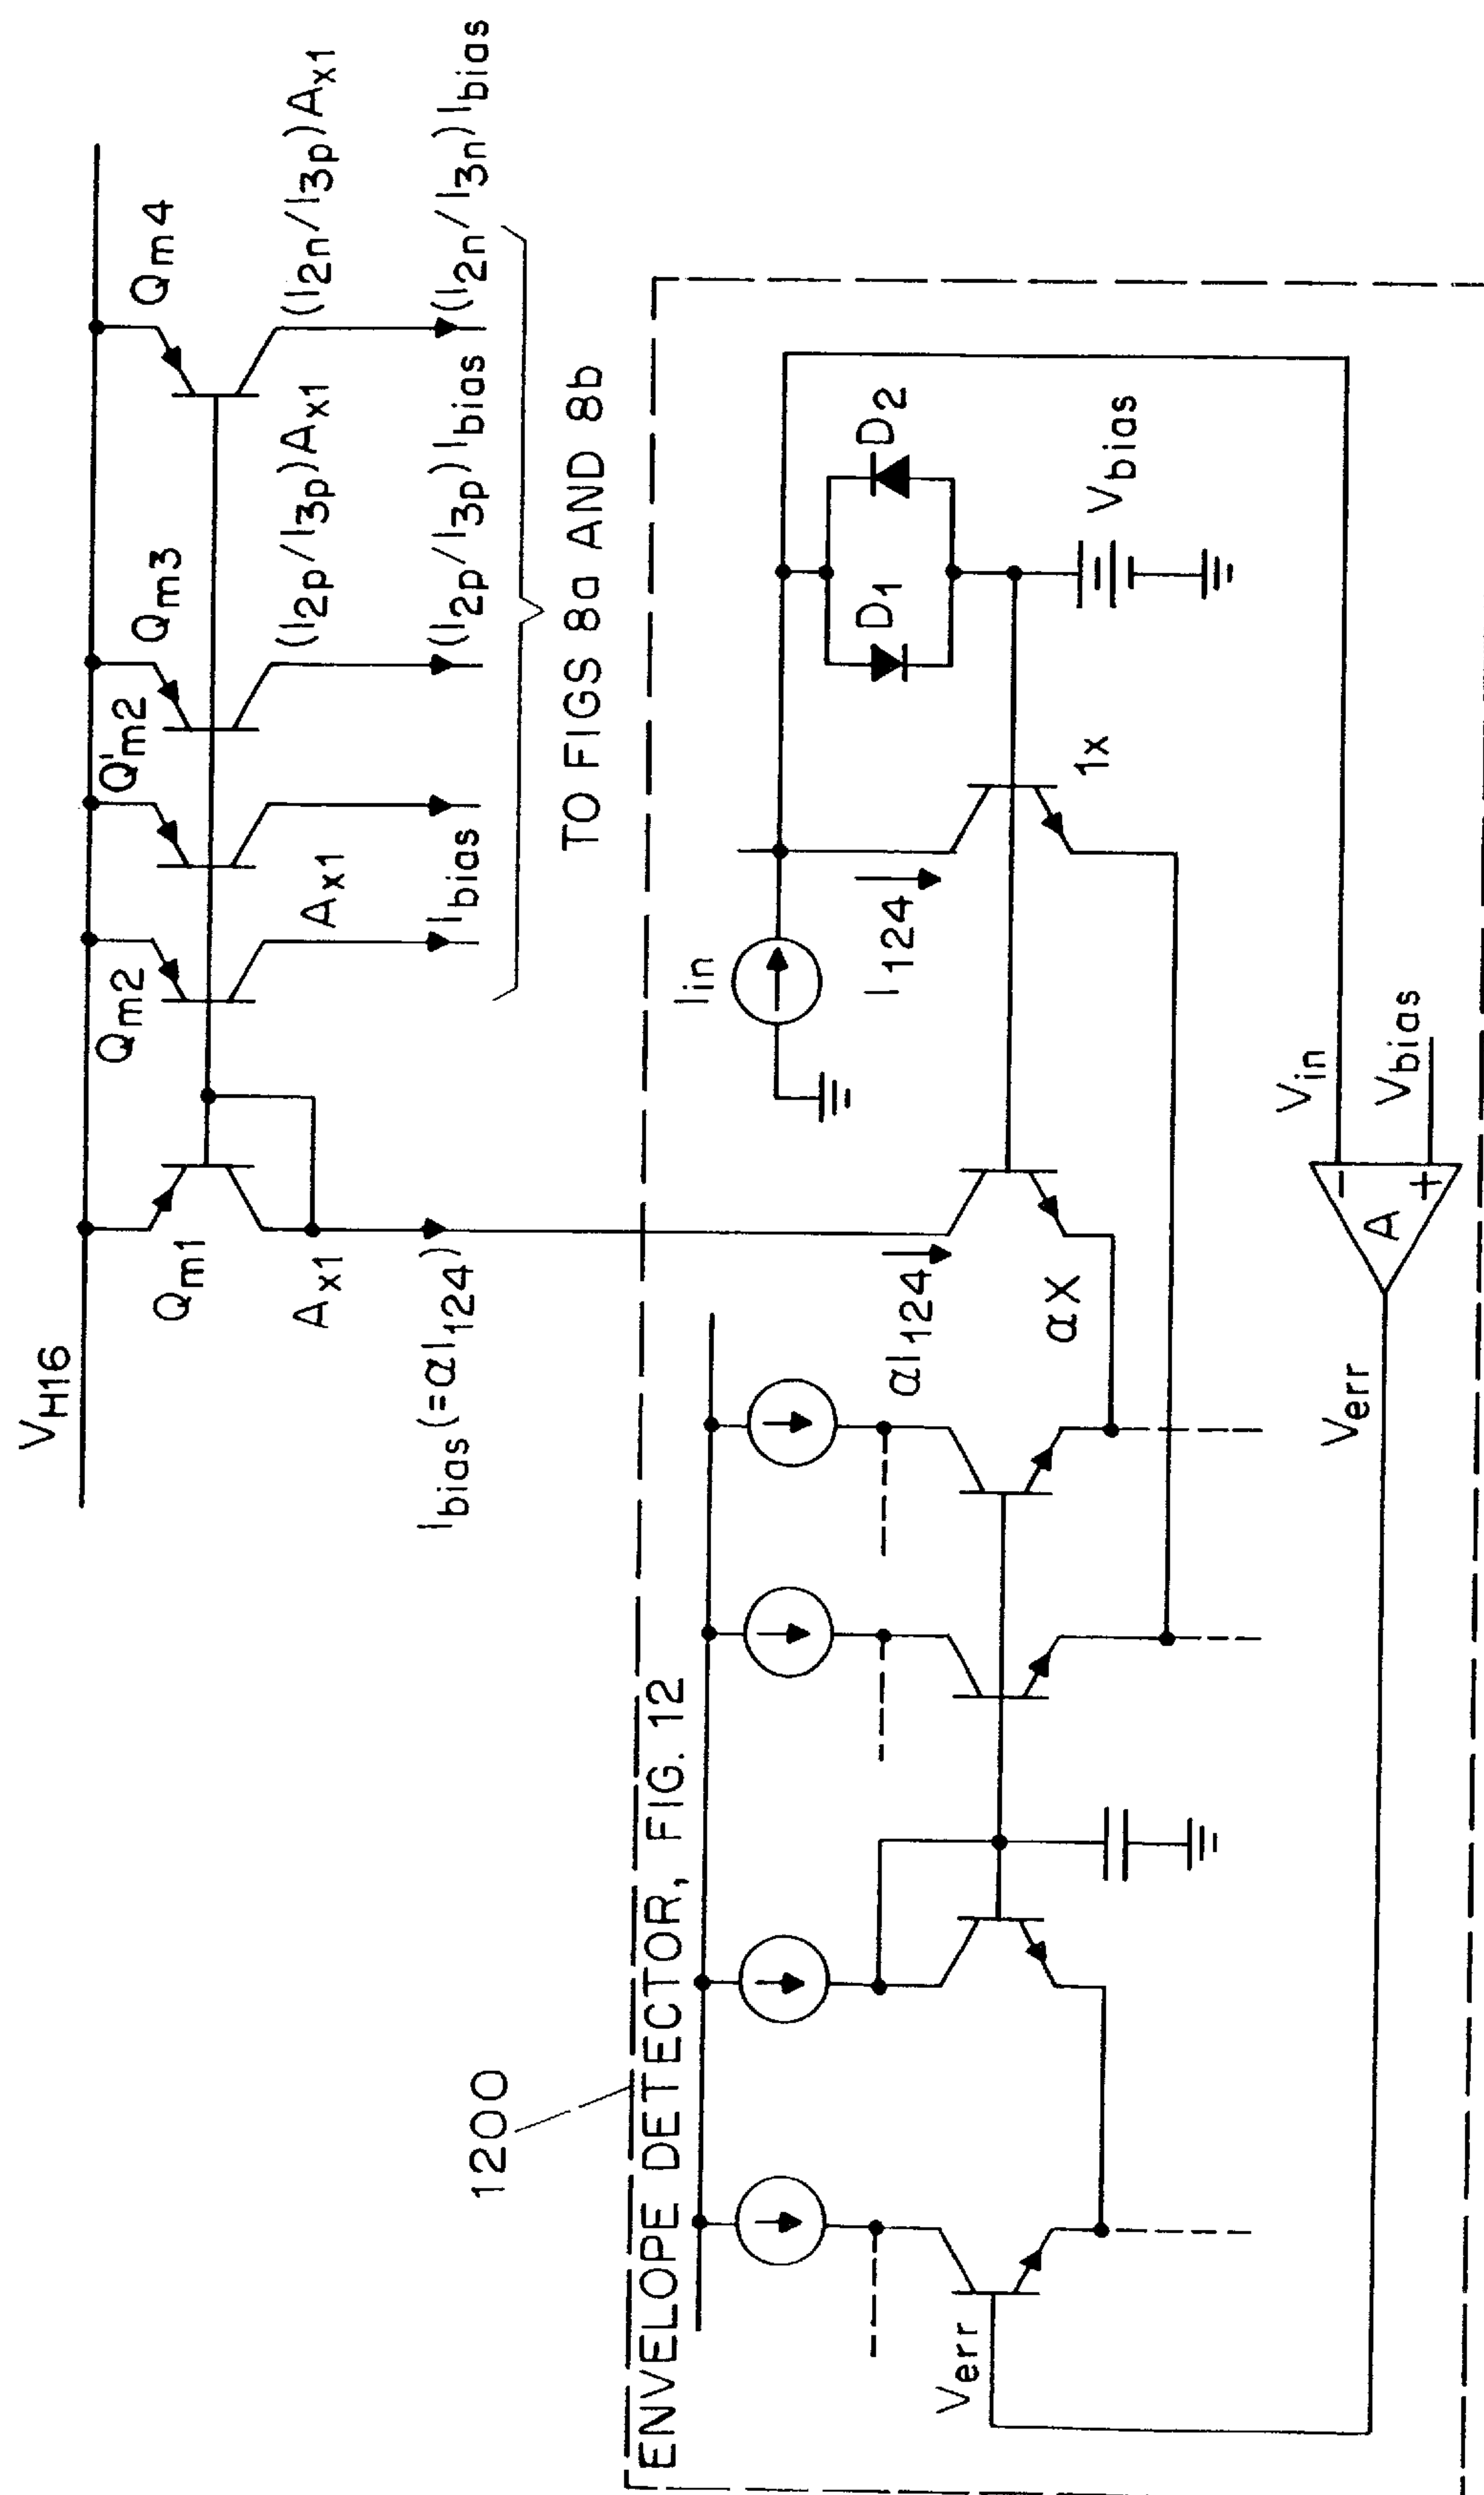 V_H16
Q_m1
Q_m2
Q'_m2
Q_m3
Q_m4
A_x1
A_x1
(I_2p/I_3p)A_x1
(I_2n/I_3p)A_x1
I_bias(=αI_124)
I_bias
(I_2p/I_3p)I_bias
(I_2n/I_3n)I_bias
TO FIGS 8a AND 8b
1200
ENVELOPE DETECTOR, FIG. 12
I_in
αI_124
I_124
D_1
D_2
αX
1x
V_bias
V_err
V_in
V_bias
−
+
A
V_err